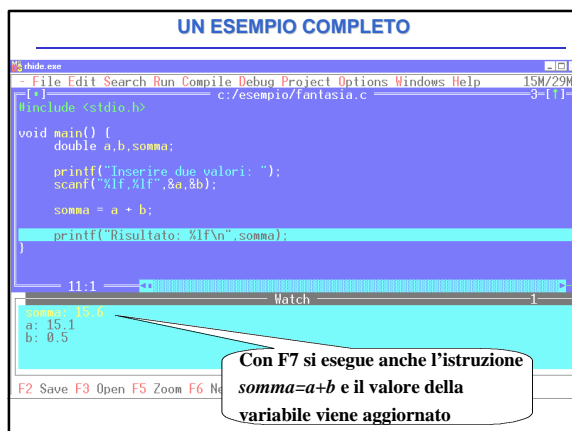 UN ESEMPIO COMPLETO
rhide.exe
- File Edit Search Run Compile Debug Project Options Windows Help 15M/29M
c:/esempio/fantasia.c 3-[↑]
#include <stdio.h>
void main() {
double a,b,somma;
printf("Inserire due valori: ");
scanf("%lf,%lf",&a,&b);
somma = a + b;
printf("Risultato: %lf\n",somma);
}
11:1
Watch 1
somma: 15.6
a: 15.1
b: 0.5
Con F7 si esegue anche l'istruzione
somma=a+b e il valore della
variabile viene aggiornato
F2 Save F3 Open F5 Zoom F6